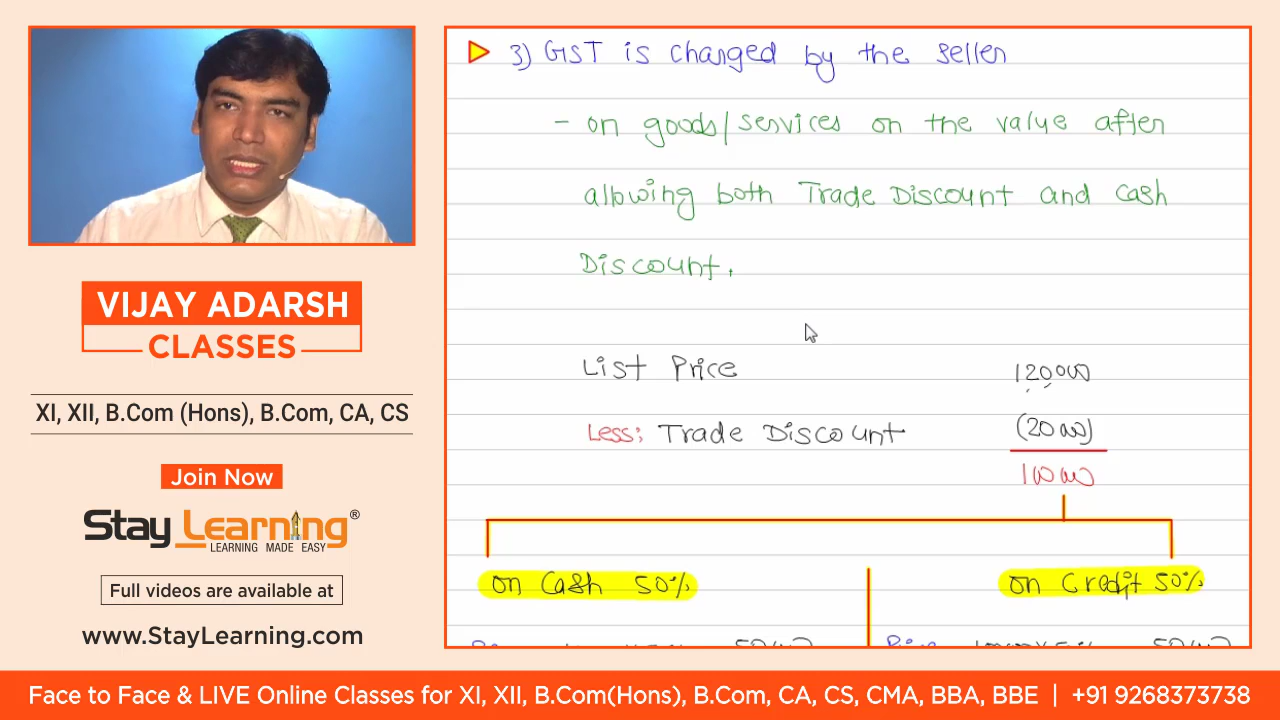 3) GST is charged by the seller
- on goods/services on the value after
allowing both Trade Discount and Cash
Discount.
List Price 120,000
Less: Trade Discount (20000)
100000
on Cash 50%
on Credit 50%
VIJAY ADARSH
CLASSES
XI, XII, B.Com (Hons), B.Com, CA, CS
Join Now
Stay Learning®
LEARNING MADE EASY
Full videos are available at
www.StayLearning.com
Face to Face & LIVE Online Classes for XI, XII, B.Com(Hons), B.Com, CA, CS, CMA, BBA, BBE | +91 9268373738